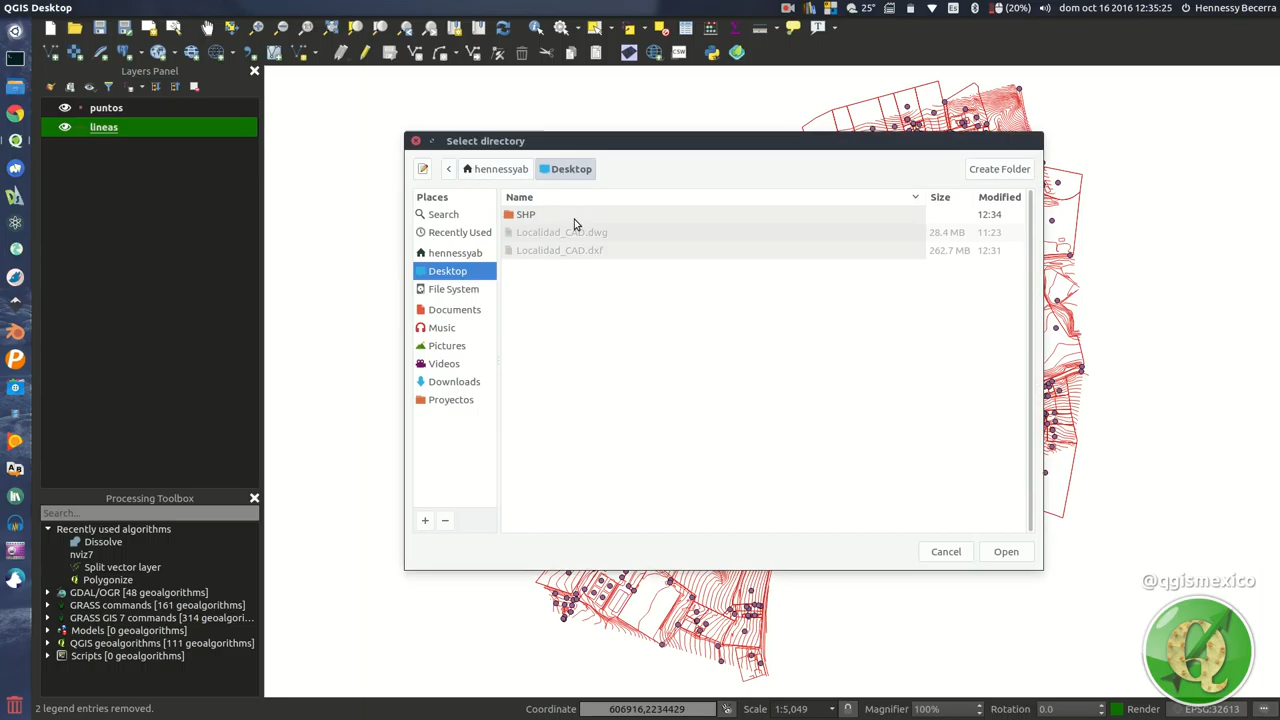 QGIS Desktop
25°
Es
(20%)
dom oct 16 2016 12:35:25
Hennessy Becerra
Layers Panel
puntos
lineas
Select directory
hennessyab
Desktop
Create Folder
Places
Name
Size
Modified
Search
SHP
12:34
Recently Used
Localidad_CAD.dwg
28.4 MB
11:23
hennessyab
Localidad_CAD.dxf
262.7 MB
12:31
Desktop
File System
Documents
Music
Pictures
Videos
Downloads
Proyectos
Cancel
Open
Processing Toolbox
Search...
Recently used algorithms
Dissolve
nviz7
Split vector layer
Polygonize
GDAL/OGR [48 geoalgorithms]
GRASS commands [161 geoalgorithms]
GRASS GIS 7 commands [314 geoalgori...
Models [0 geoalgorithms]
QGIS geoalgorithms [111 geoalgorithms]
Scripts [0 geoalgorithms]
@qgismexico
2 legend entries removed.
Coordinate
606916,2234429
Scale
1:5,049
Magnifier
100%
Rotation
0.0
Render
EPSG:32613